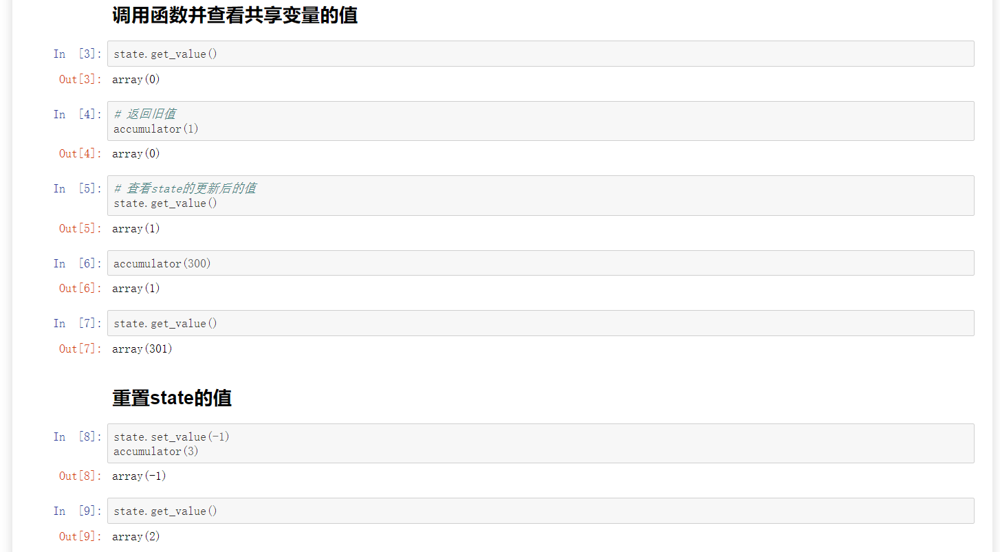 调用函数并查看共享变量的值
In [3]: state.get_value()
Out[3]: array(0)
In [4]: # 返回旧值
accumulator(1)
Out[4]: array(0)
In [5]: # 查看state的更新后的值
state.get_value()
Out[5]: array(1)
In [6]: accumulator(300)
Out[6]: array(1)
In [7]: state.get_value()
Out[7]: array(301)
重置state的值
In [8]: state.set_value(-1)
accumulator(3)
Out[8]: array(-1)
In [9]: state.get_value()
Out[9]: array(2)